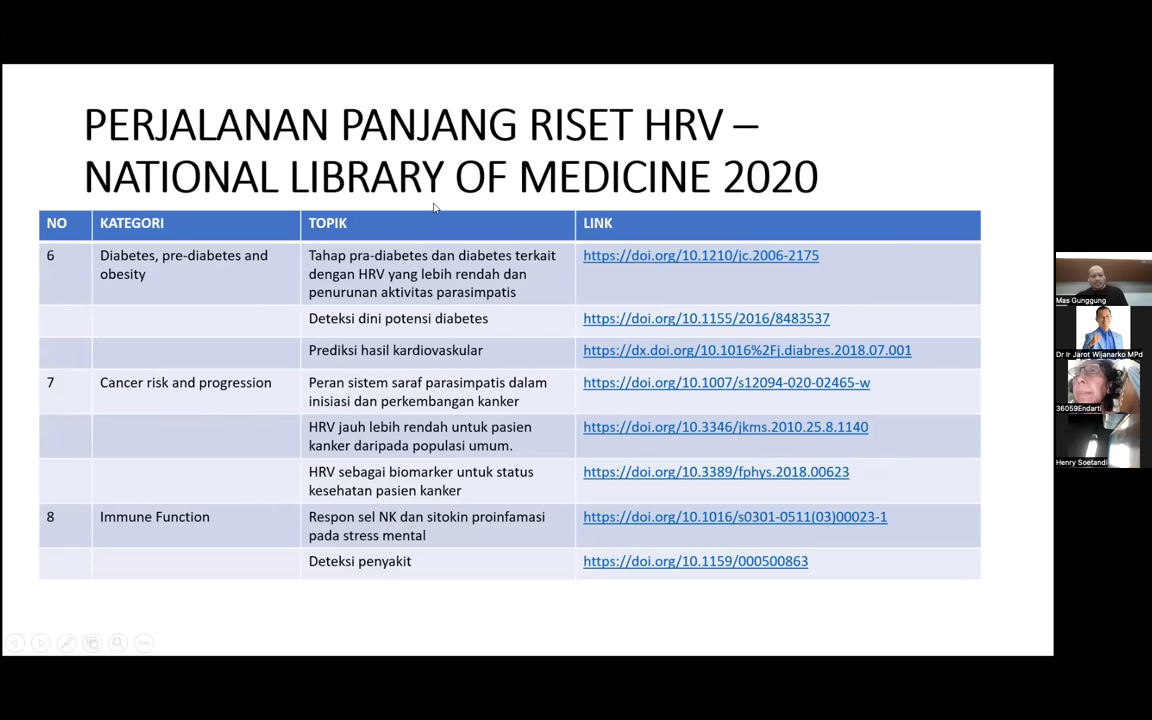 PERJALANAN PANJANG RISET HRV –
NATIONAL LIBRARY OF MEDICINE 2020
NO KATEGORI TOPIK LINK
6 Diabetes, pre-diabetes and obesity Tahap pra-diabetes dan diabetes terkait dengan HRV yang lebih rendah dan penurunan aktivitas parasimpatis https://doi.org/10.1210/jc.2006-2175
Deteksi dini potensi diabetes https://doi.org/10.1155/2016/8483537
Prediksi hasil kardiovaskular https://dx.doi.org/10.1016%2Fj.diabres.2018.07.001
7 Cancer risk and progression Peran sistem saraf parasimpatis dalam inisiasi dan perkembangan kanker https://doi.org/10.1007/s12094-020-02465-w
HRV jauh lebih rendah untuk pasien kanker daripada populasi umum. https://doi.org/10.3346/jkms.2010.25.8.1140
HRV sebagai biomarker untuk status kesehatan pasien kanker https://doi.org/10.3389/fphys.2018.00623
8 Immune Function Respon sel NK dan sitokin proinfamasi pada stress mental https://doi.org/10.1016/s0301-0511(03)00023-1
Deteksi penyakit https://doi.org/10.1159/000500863
Mas Gunggung
Dr Ir Jarot Wijanarko MPd
36059Endarti
Henry Soetandi